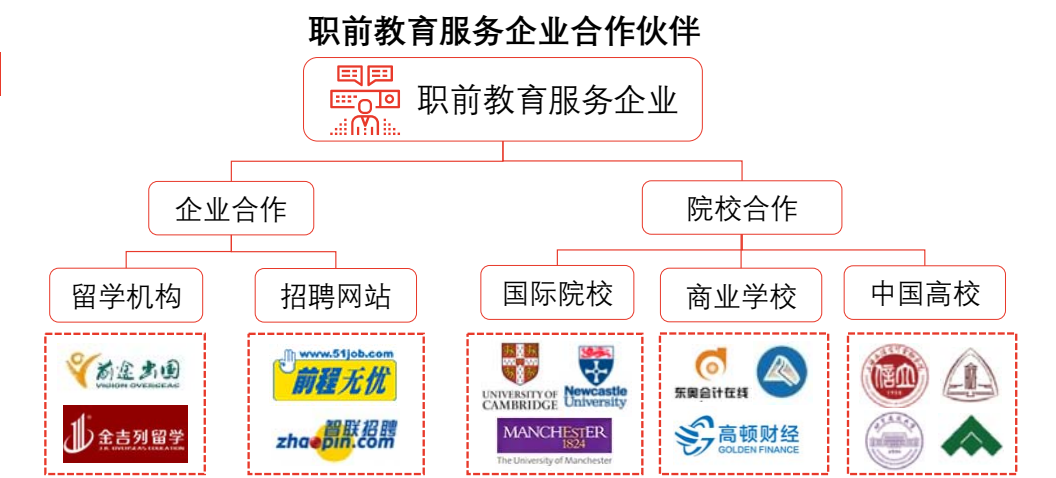 职前教育服务企业合作伙伴
职前教育服务企业
企业合作
院校合作
留学机构
招聘网站
国际院校
商业学校
中国高校
前途出国
VISION OVERSEAS
金吉列留学
JJL OVERSEAS EDUCATION
www.51job.com
前程无忧
智联招聘
zhaopin.com
UNIVERSITY OF
CAMBRIDGE
Newcastle
University
MANCHESTER
1824
The University of Manchester
东奥会计在线
高顿财经
GOLDEN FINANCE